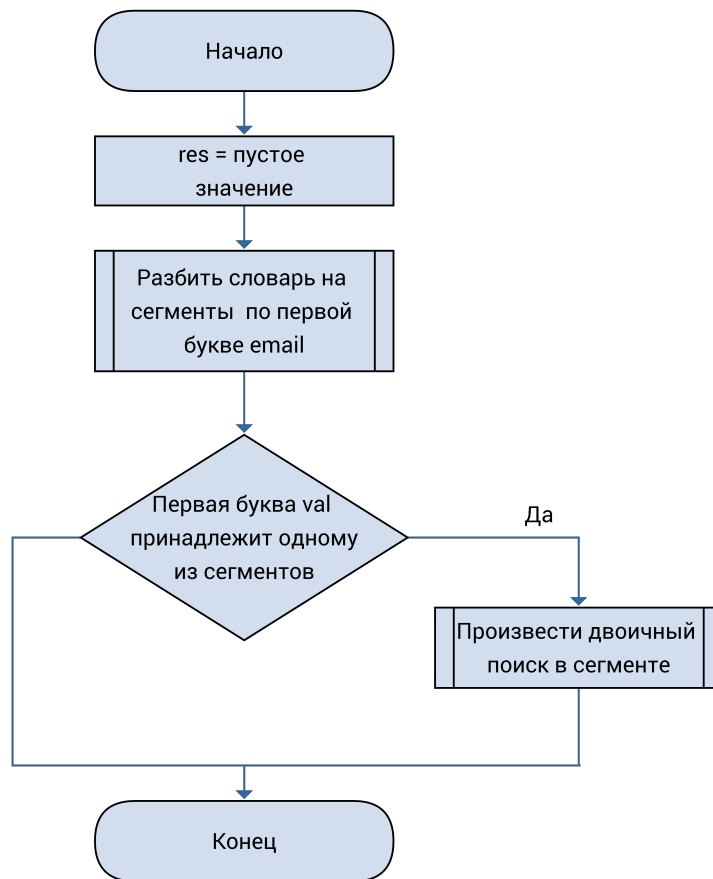 Начало
res = пустое
значение
Разбить словарь на
сегменты по первой
букве email
Первая буква val
принадлежит одному
из сегментов
Да
Произвести двоичный
поиск в сегменте
Конец